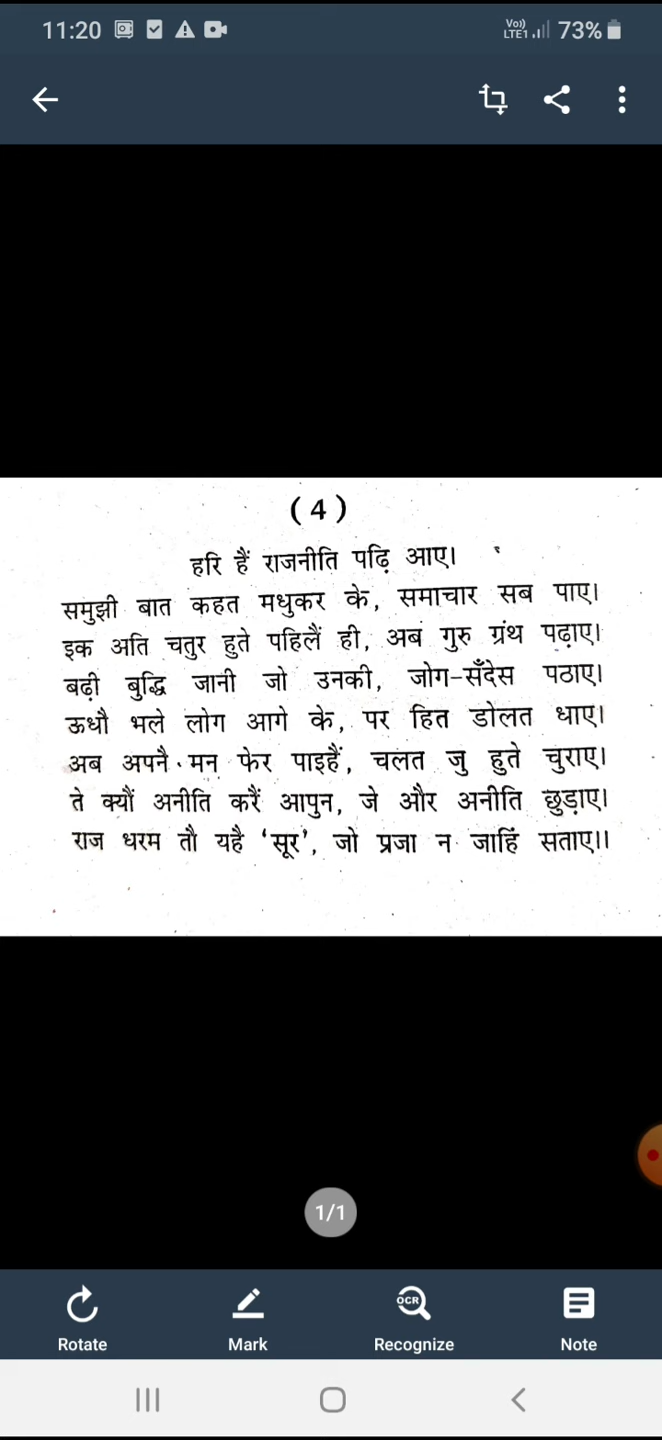 11:20
Vo))
LTE1
73%
(4)
हरि हैं राजनीति पढ़ि आए।
समुझी बात कहत मधुकर के, समाचार सब पाए।
इक अति चतुर हुते पहिलैं ही, अब गुरु ग्रंथ पढ़ाए।
बढ़ी बुद्धि जानी जो उनकी, जोग-सँदेस पठाए।
ऊधौ भले लोग आगे के, पर हित डोलत धाए।
अब अपनै मन फेर पाइहैं, चलत जु हुते चुराए।
ते क्यौं अनीति करैं आपुन, जे और अनीति छुड़ाए।
राज धरम तौ यहै 'सूर', जो प्रजा न जाहिं सताए॥
1/1
OCR
Rotate Mark Recognize Note